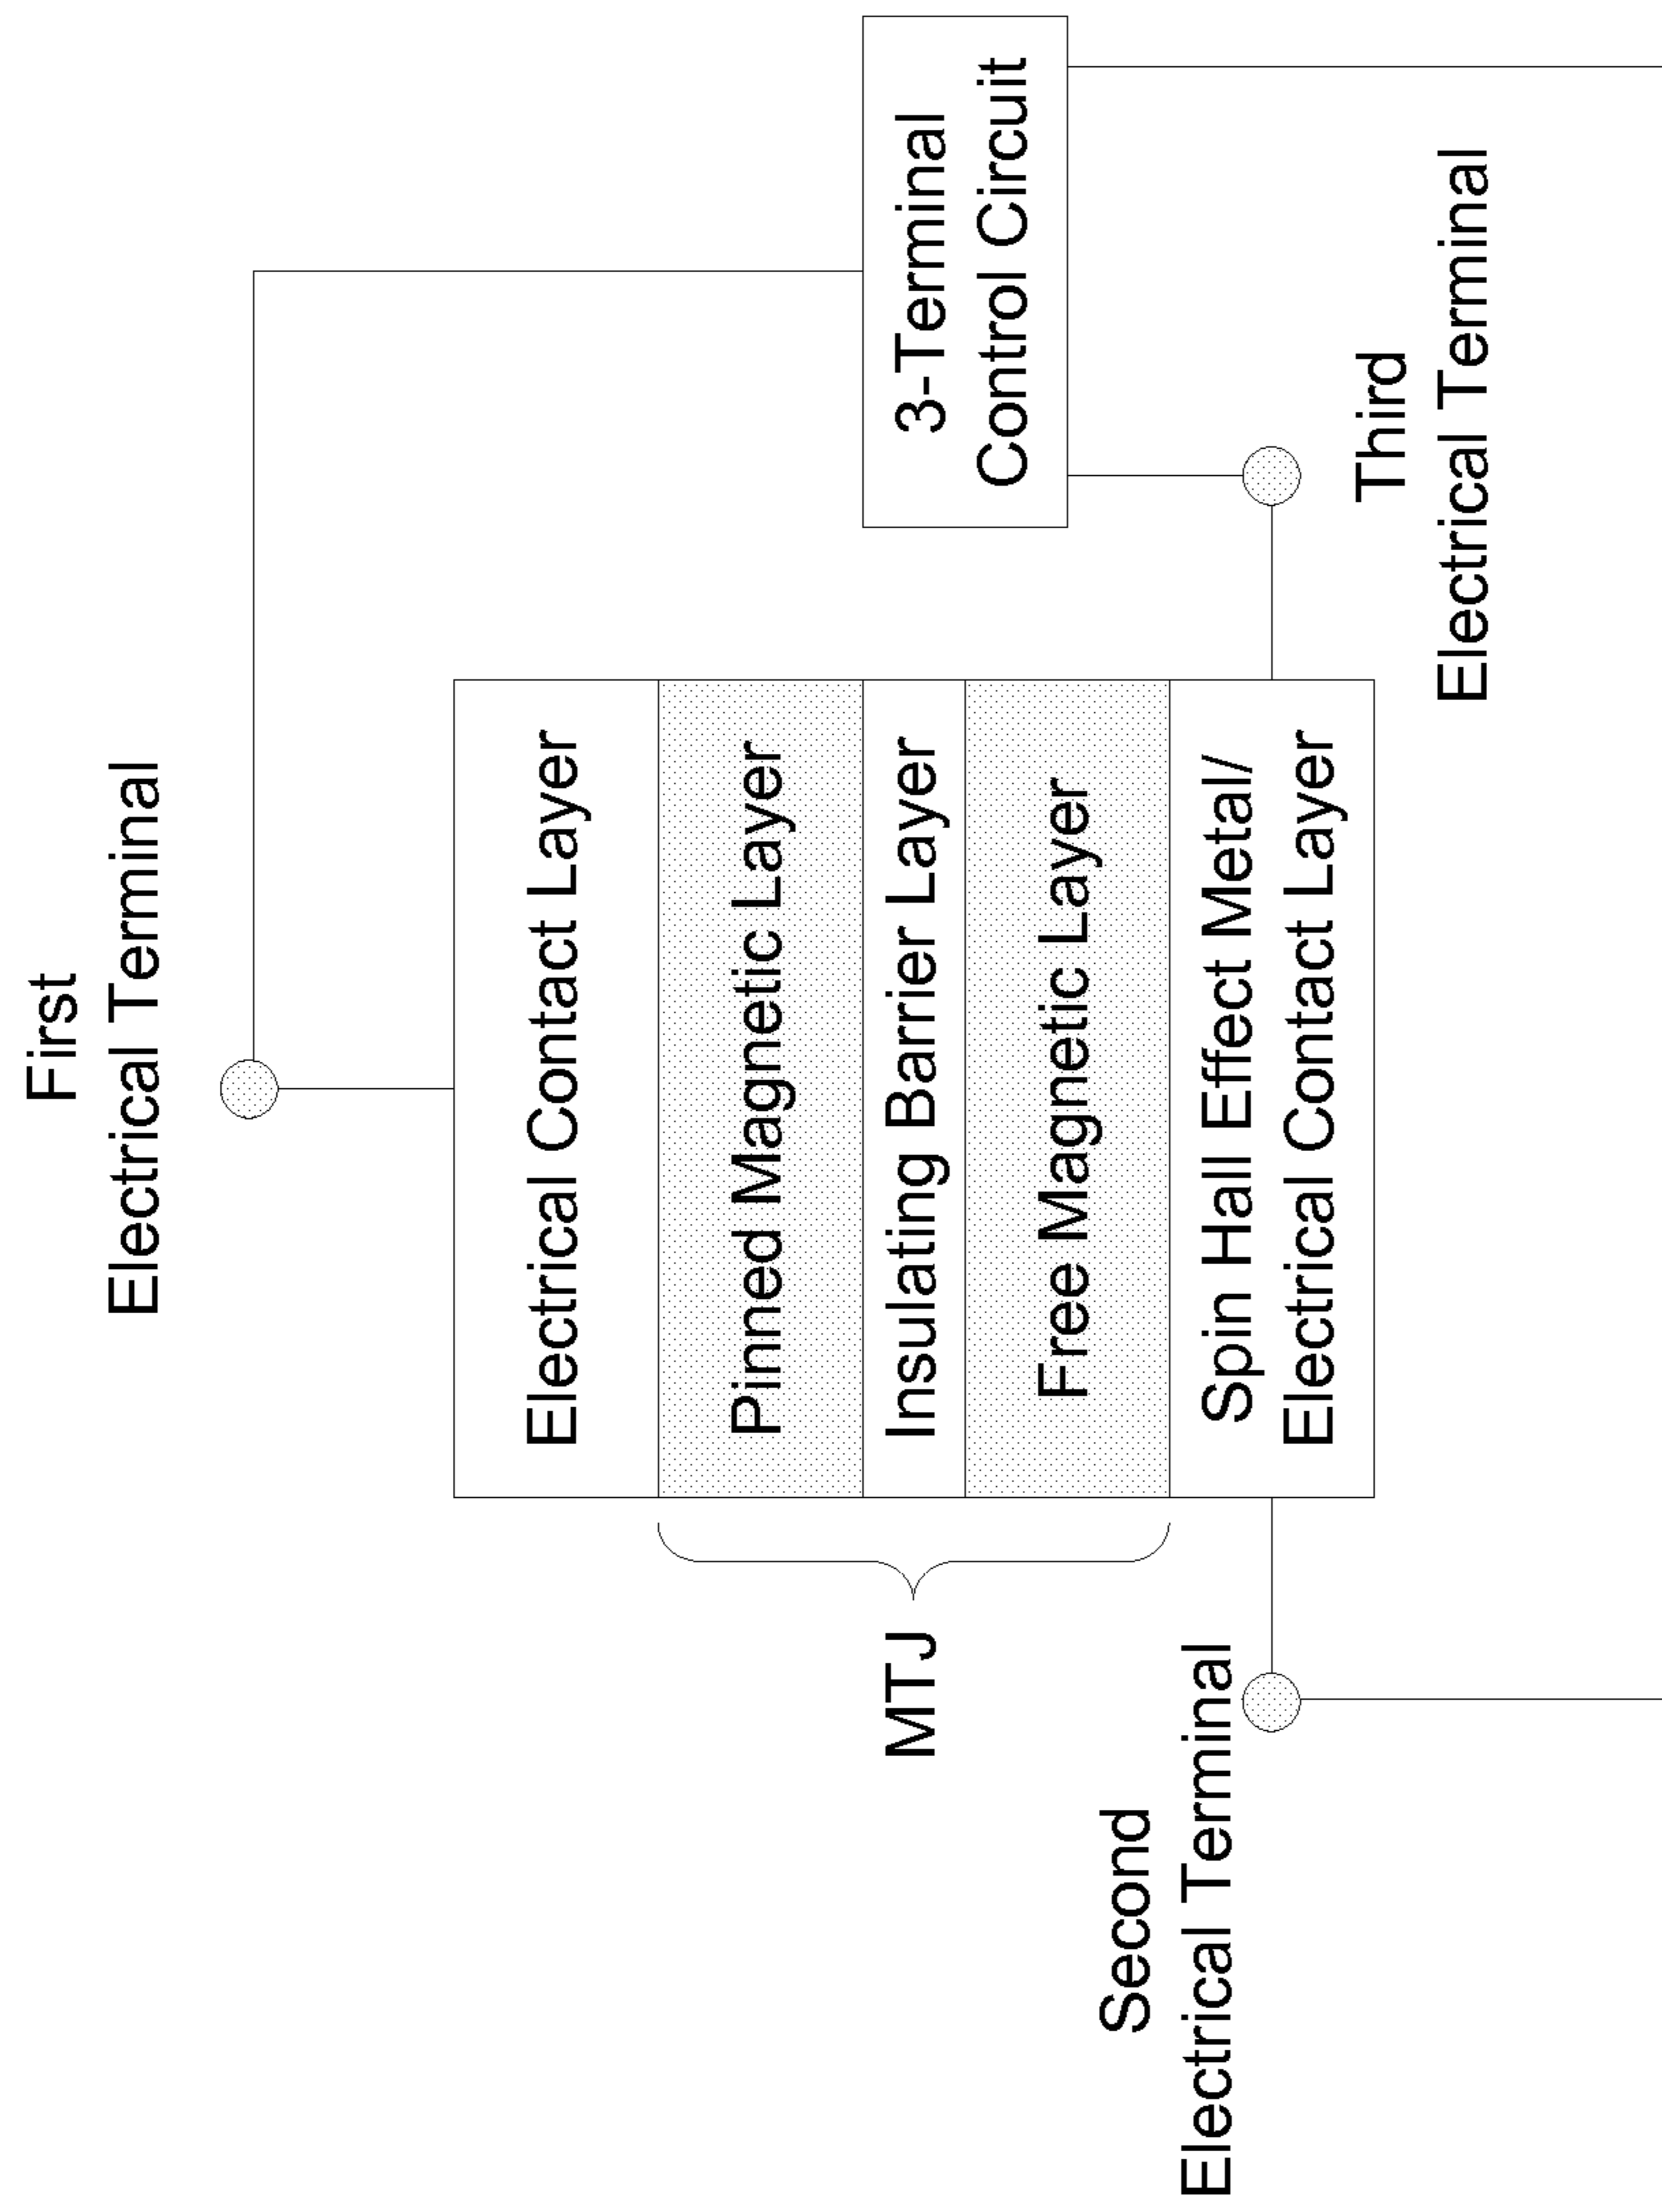 First
Electrical Terminal
Electrical Contact Layer
Pinned Magnetic Layer
Insulating Barrier Layer
Free Magnetic Layer
Spin Hall Effect Metal/
Electrical Contact Layer
MTJ
3-Terminal
Control Circuit
Second
Electrical Terminal
Third
Electrical Terminal